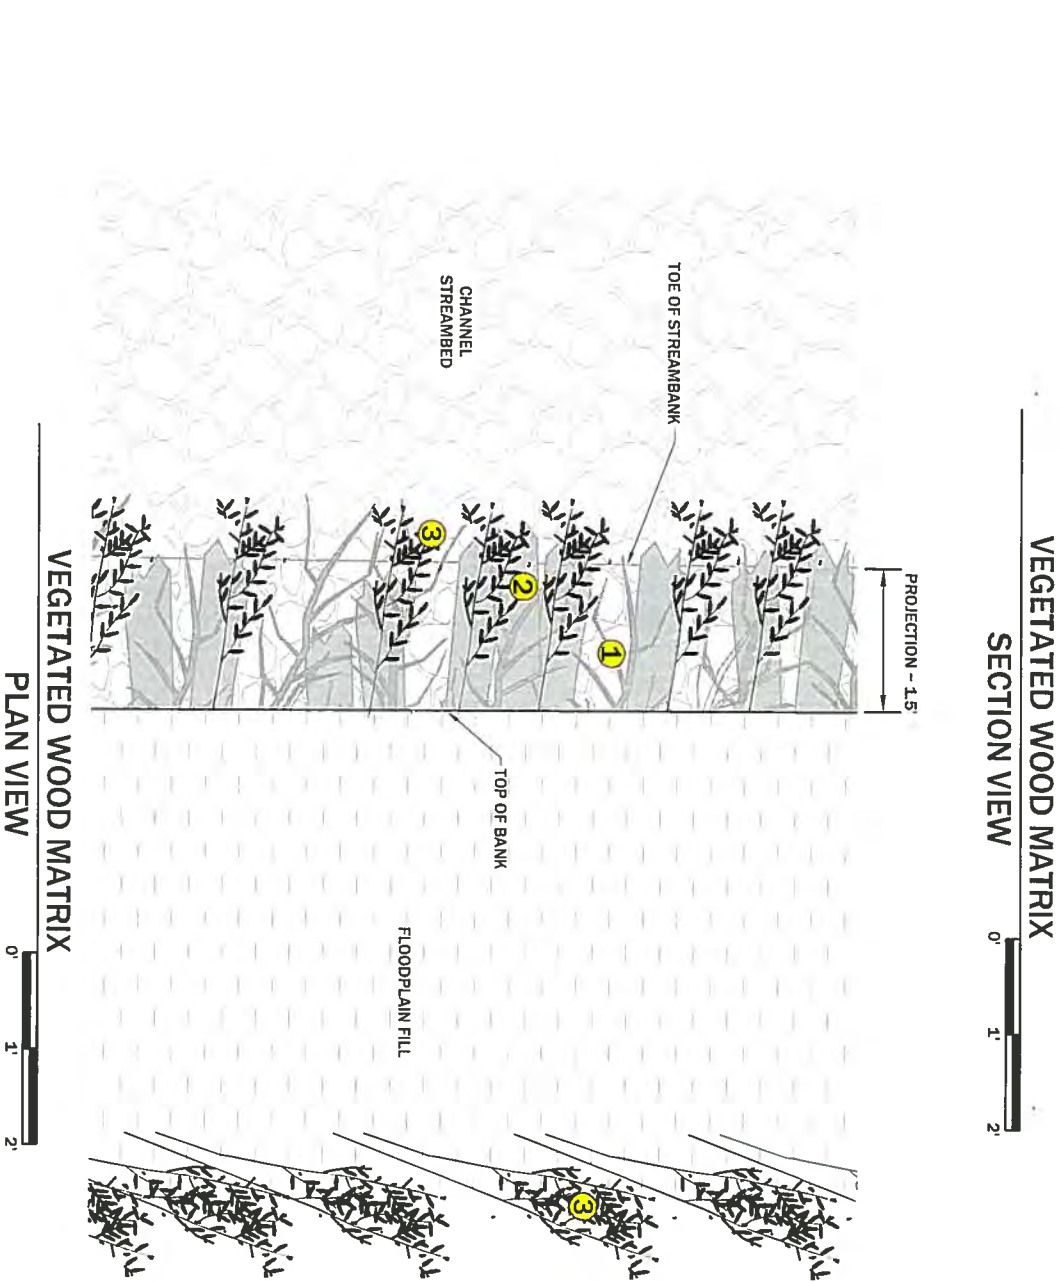 VEGETATED WOOD MATRIX
SECTION VIEW
0' 1' 2'
PROJECTION - 1.5'
TOE OF STREAMBANK
CHANNEL
STREAMBED
1
2
3
TOP OF BANK
FLOODPLAIN FILL
3
VEGETATED WOOD MATRIX
PLAN VIEW
0' 1' 2'